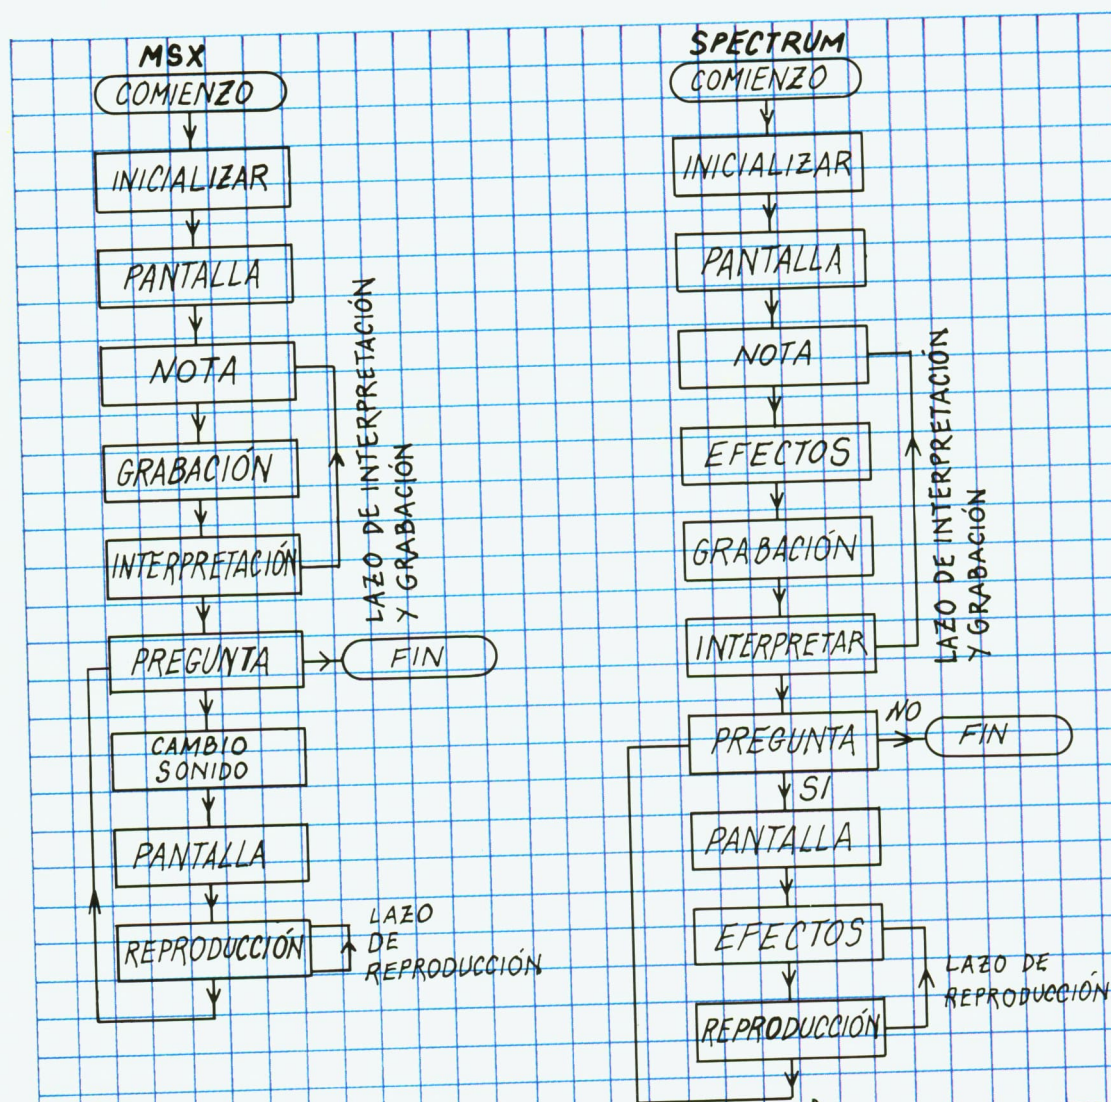 MSX
COMIENZO
INICIALIZAR
PANTALLA
NOTA
GRABACIÓN
INTERPRETACIÓN
LAZO DE INTERPRETACIÓN
Y GRABACIÓN
PREGUNTA
FIN
CAMBIO
SONIDO
PANTALLA
REPRODUCCIÓN
LAZO
DE
REPRODUCCIÓN
SPECTRUM
COMIENZO
INICIALIZAR
PANTALLA
NOTA
EFECTOS
GRABACIÓN
INTERPRETAR
LAZO DE INTERPRETACIÓN
Y GRABACIÓN
PREGUNTA
NO
FIN
SI
PANTALLA
EFECTOS
REPRODUCCIÓN
LAZO DE
REPRODUCCIÓN